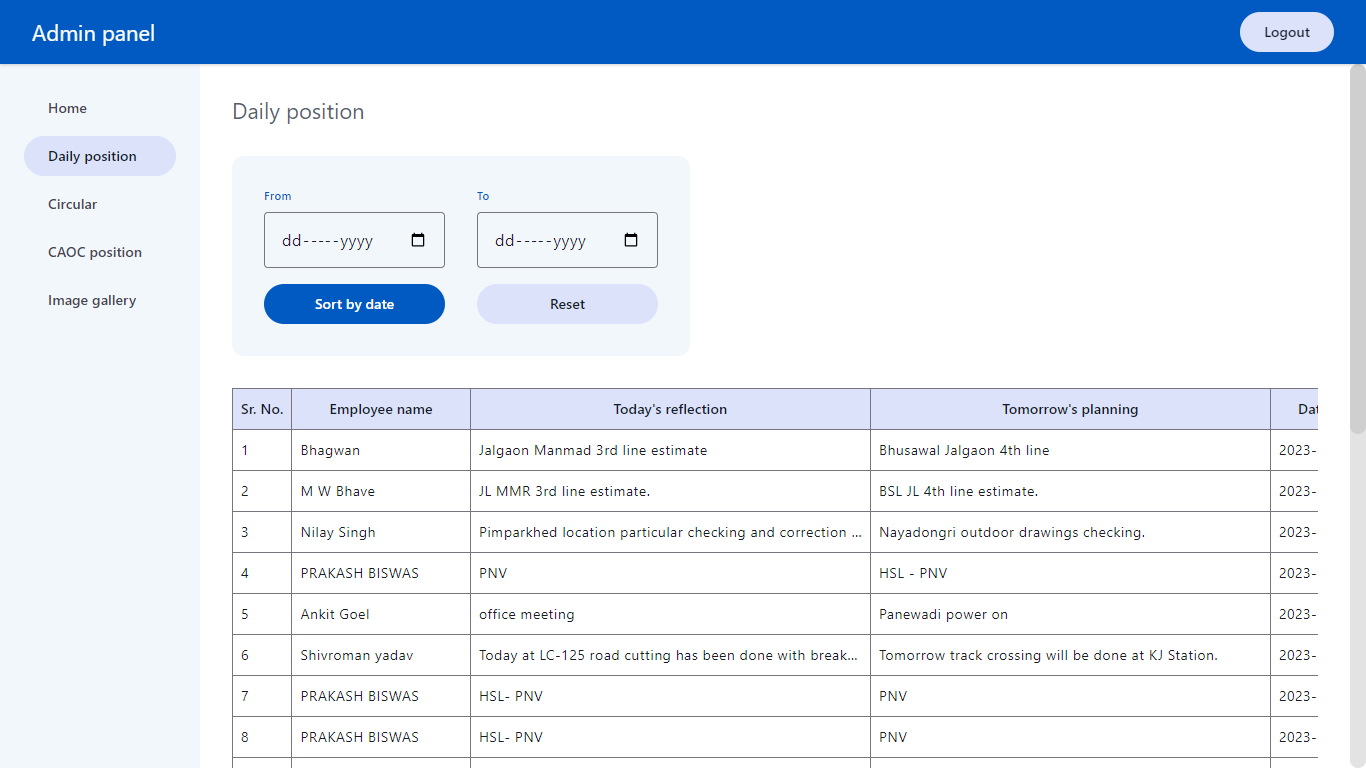 Admin panel
Logout
Home
Daily position
Circular
CAOC position
Image gallery
Daily position
From To
dd-----yyyy dd-----yyyy
Sort by date Reset
Sr. No. Employee name Today's reflection Tomorrow's planning Dat
1 Bhagwan Jalgaon Manmad 3rd line estimate Bhusawal Jalgaon 4th line 2023-
2 M W Bhave JL MMR 3rd line estimate. BSL JL 4th line estimate. 2023-
3 Nilay Singh Pimparkhed location particular checking and correction ... Nayadongri outdoor drawings checking. 2023-
4 PRAKASH BISWAS PNV HSL - PNV 2023-
5 Ankit Goel office meeting Panewadi power on 2023-
6 Shivroman yadav Today at LC-125 road cutting has been done with break... Tomorrow track crossing will be done at KJ Station. 2023-
7 PRAKASH BISWAS HSL- PNV PNV 2023-
8 PRAKASH BISWAS HSL- PNV PNV 2023-